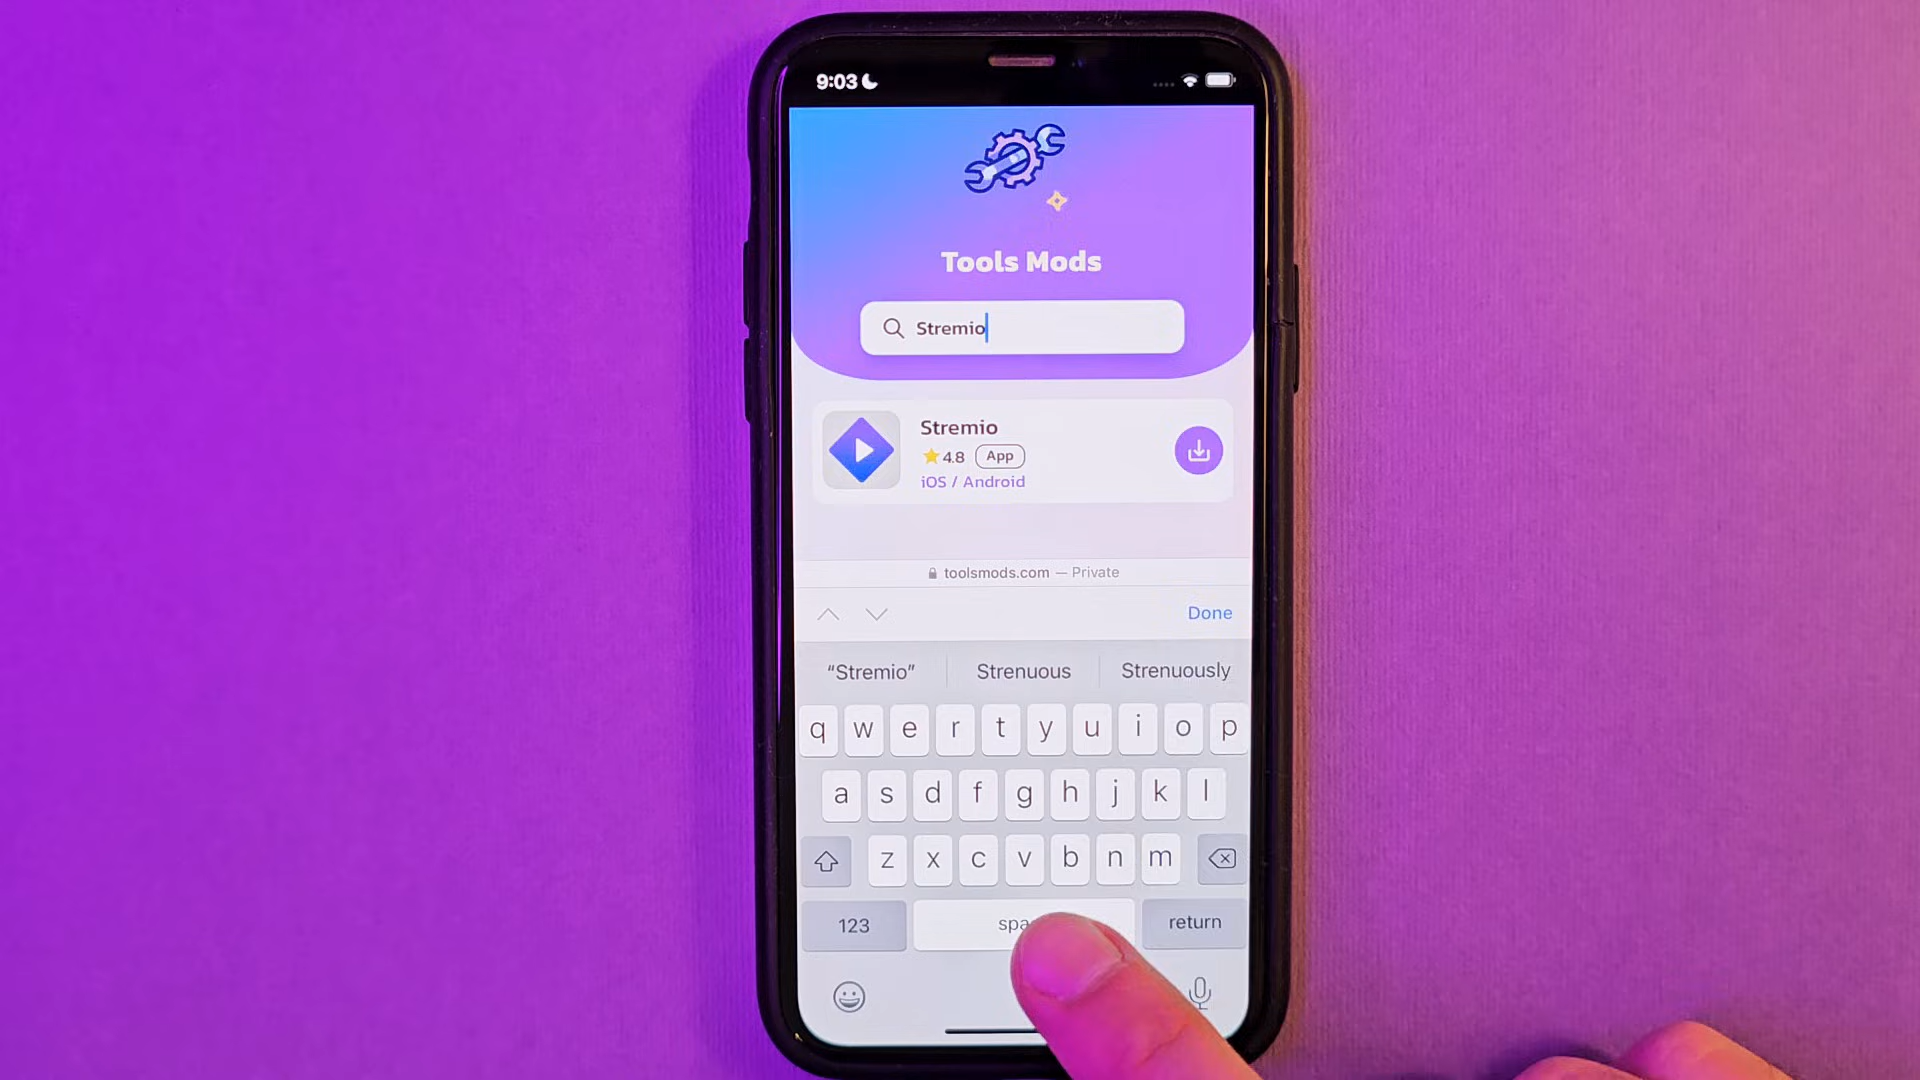 9:03
Tools Mods
Stremio
Stremio
4.8 App
iOS / Android
toolsmods.com — Private
Done
“Stremio” Strenuous Strenuously
q w e r t y u i o p
a s d f g h j k l
z x c v b n m
123 spa return